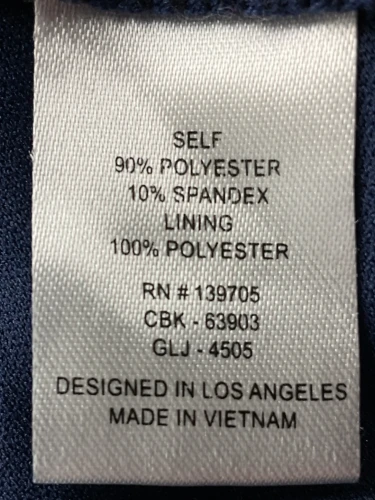 SELF
90% POLYESTER
10% SPANDEX
LINING
100% POLYESTER
RN # 139705
CBK - 63903
GLJ - 4505
DESIGNED IN LOS ANGELES
MADE IN VIETNAM